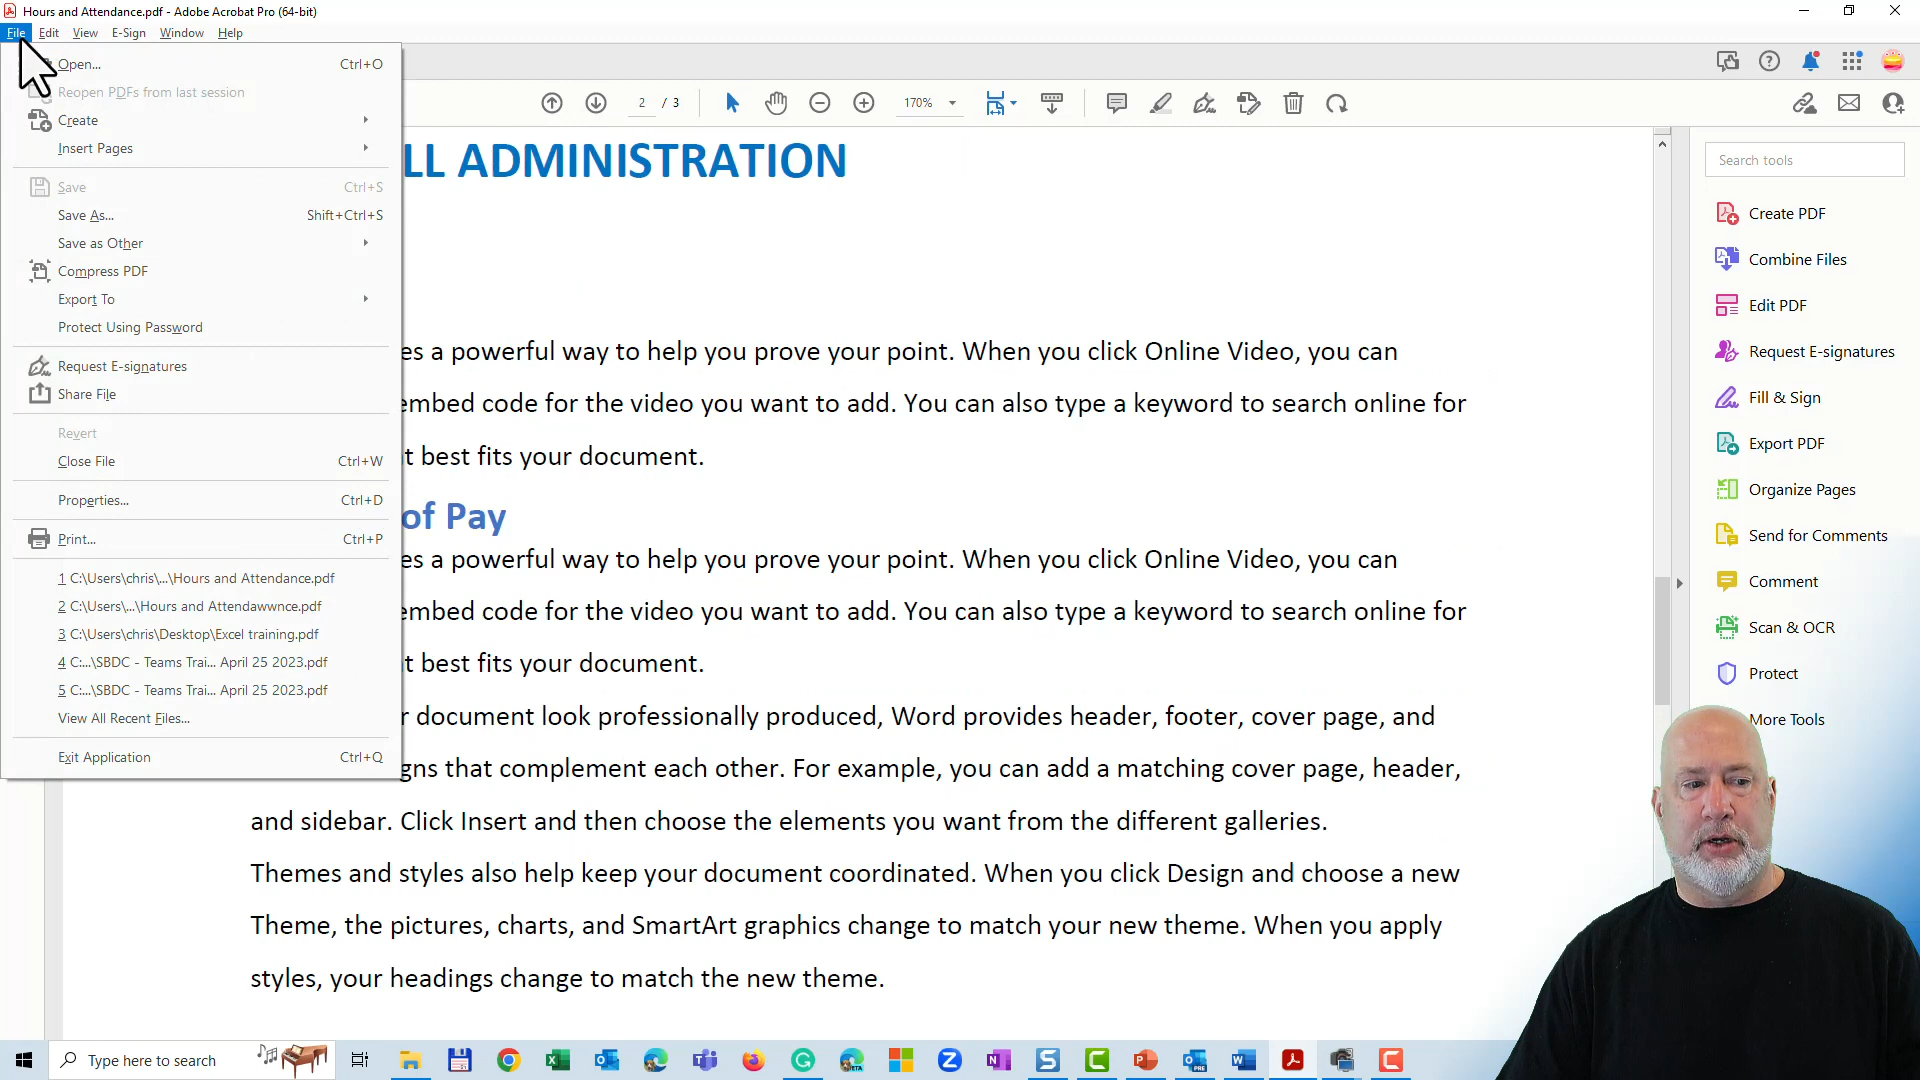 Hours and Attendance.pdf - Adobe Acrobat Pro (64-bit)
File Edit View E-Sign Window Help
Open... Ctrl+O
Reopen PDFs from last session
Create
Insert Pages
Save Ctrl+S
Save As... Shift+Ctrl+S
Save as Other
Compress PDF
Export To
Protect Using Password
Request E-signatures
Share File
Revert
Close File Ctrl+W
Properties... Ctrl+D
Print... Ctrl+P
1 C:\Users\chris\...\Hours and Attendance.pdf
2 C:\Users\...\Hours and Attendawwnce.pdf
3 C:\Users\chris\Desktop\Excel training.pdf
4 C:...\SBDC - Teams Trai... April 25 2023.pdf
5 C:...\SBDC - Teams Trai... April 25 2023.pdf
View All Recent Files...
Exit Application Ctrl+Q
2 / 3 170%
LL ADMINISTRATION
es a powerful way to help you prove your point. When you click Online Video, you can
embed code for the video you want to add. You can also type a keyword to search online for
t best fits your document.
of Pay
es a powerful way to help you prove your point. When you click Online Video, you can
embed code for the video you want to add. You can also type a keyword to search online for
t best fits your document.
r document look professionally produced, Word provides header, footer, cover page, and
gns that complement each other. For example, you can add a matching cover page, header,
and sidebar. Click Insert and then choose the elements you want from the different galleries.
Themes and styles also help keep your document coordinated. When you click Design and choose a new
Theme, the pictures, charts, and SmartArt graphics change to match your new theme. When you apply
styles, your headings change to match the new theme.
Search tools
Create PDF
Combine Files
Edit PDF
Request E-signatures
Fill & Sign
Export PDF
Organize Pages
Send for Comments
Comment
Scan & OCR
Protect
More Tools
Type here to search